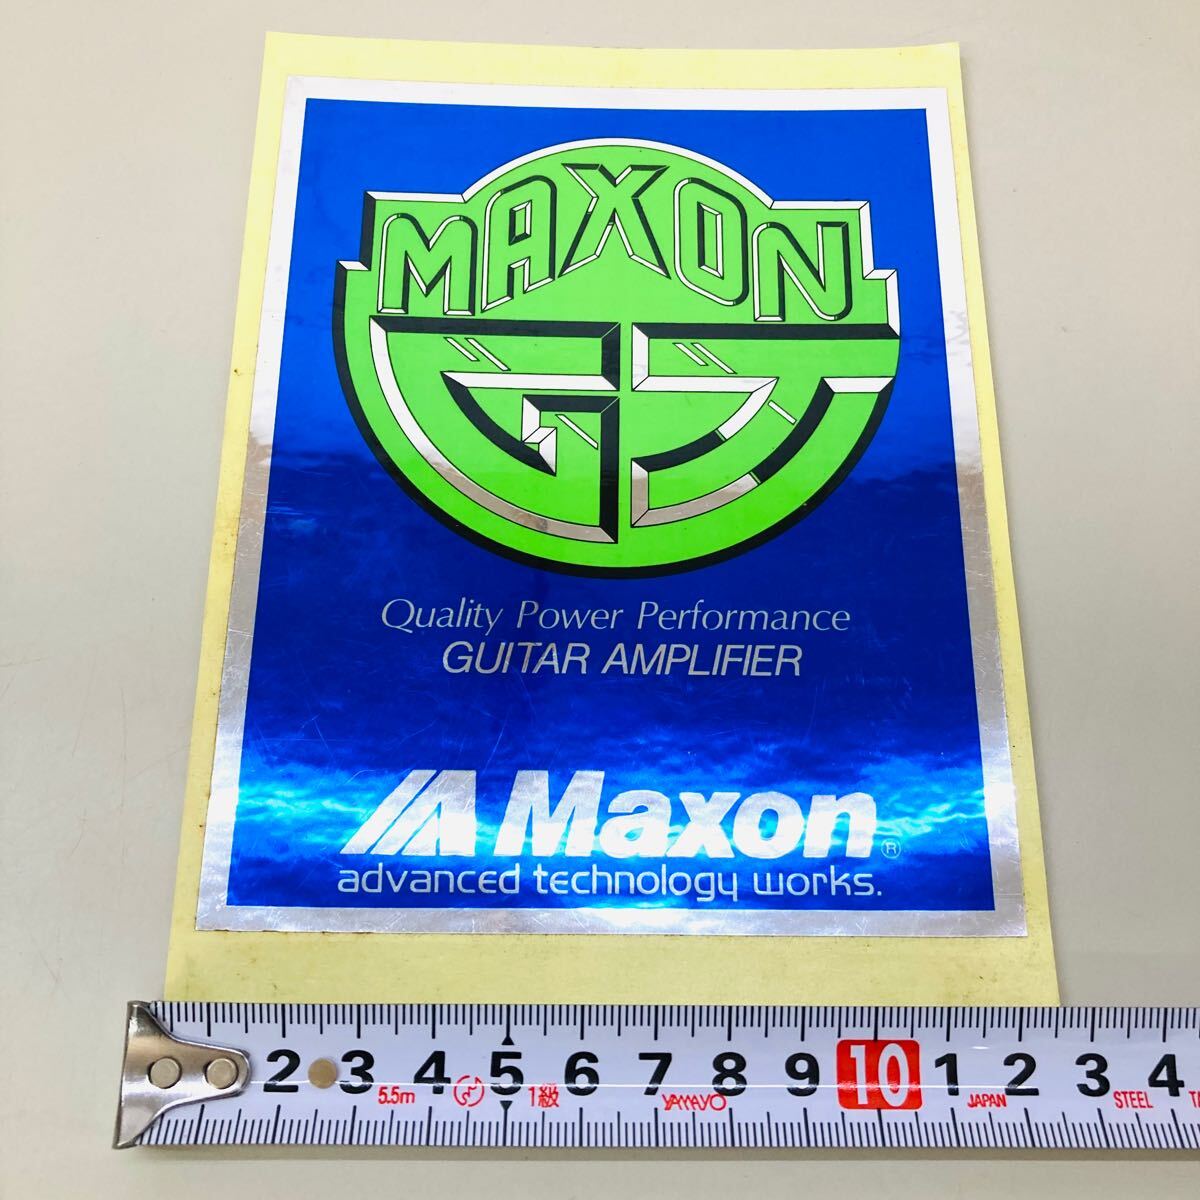 MAXON
GT
Quality Power Performance
GUITAR AMPLIFIER
Maxon®
advanced technology works.
2 3 4 5 6 7 8 9 10 1 2 3 4
5.5m 1級 YAMAYO JAPAN STEEL